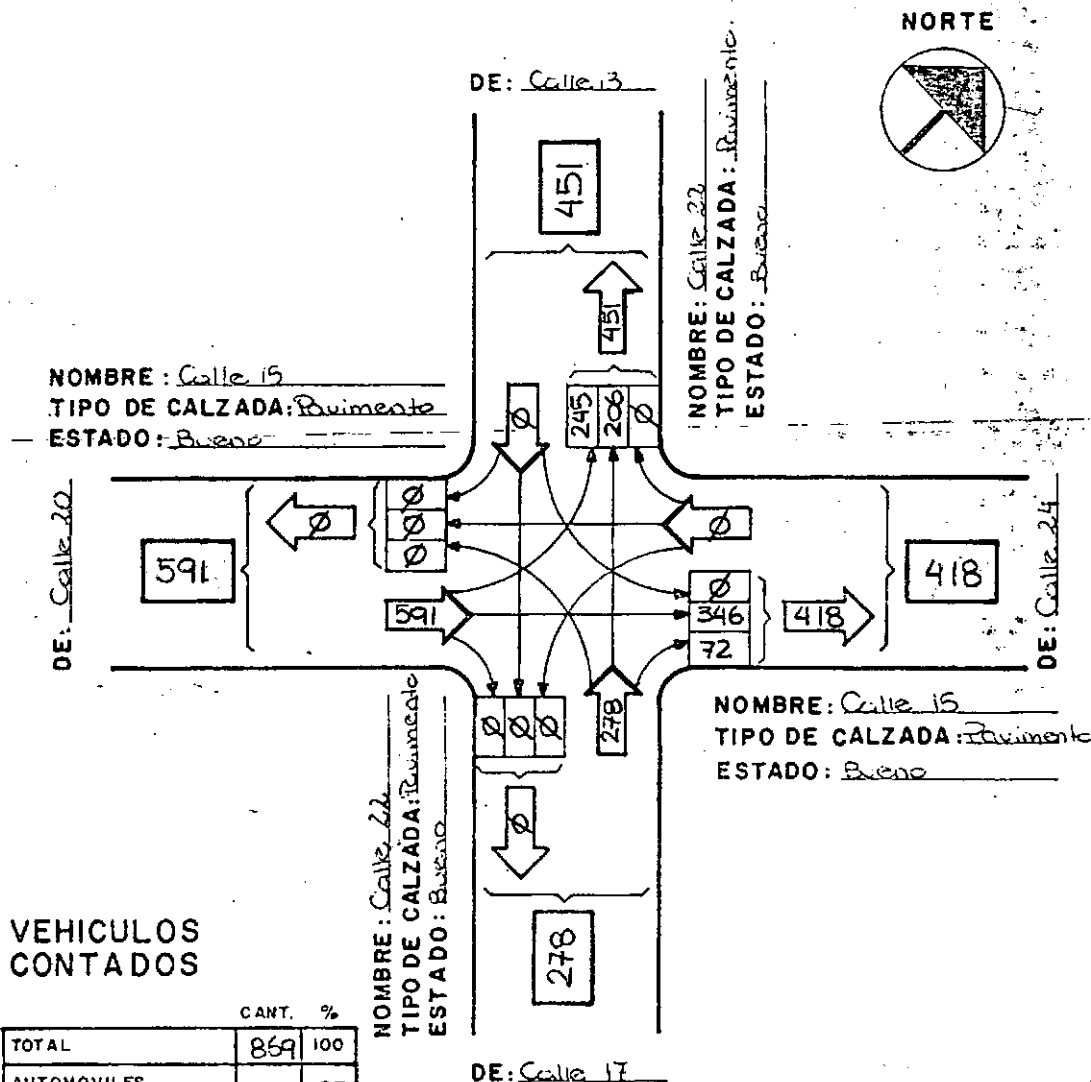 NORTE
DE: Calle 13
451
NOMBRE: Calle 22
TIPO DE CALZADA: Pavimento.
ESTADO: Bueno
451
NOMBRE: Calle 15
TIPO DE CALZADA: Pavimento
ESTADO: Bueno
Ø
245 206 Ø
DE: Calle 20
591
Ø
Ø
Ø
Ø
Ø
418
DE: Calle 24
591
Ø
346
72
418
Ø Ø Ø
278
NOMBRE: Calle 15
TIPO DE CALZADA: Pavimento
ESTADO: Bueno
Ø
NOMBRE: Calle 22
TIPO DE CALZADA: Pavimento
ESTADO: Bueno
278
VEHICULOS
CONTADOS
CANT. %
TOTAL 869 100
AUTOMOVILES
DE: Calle 17